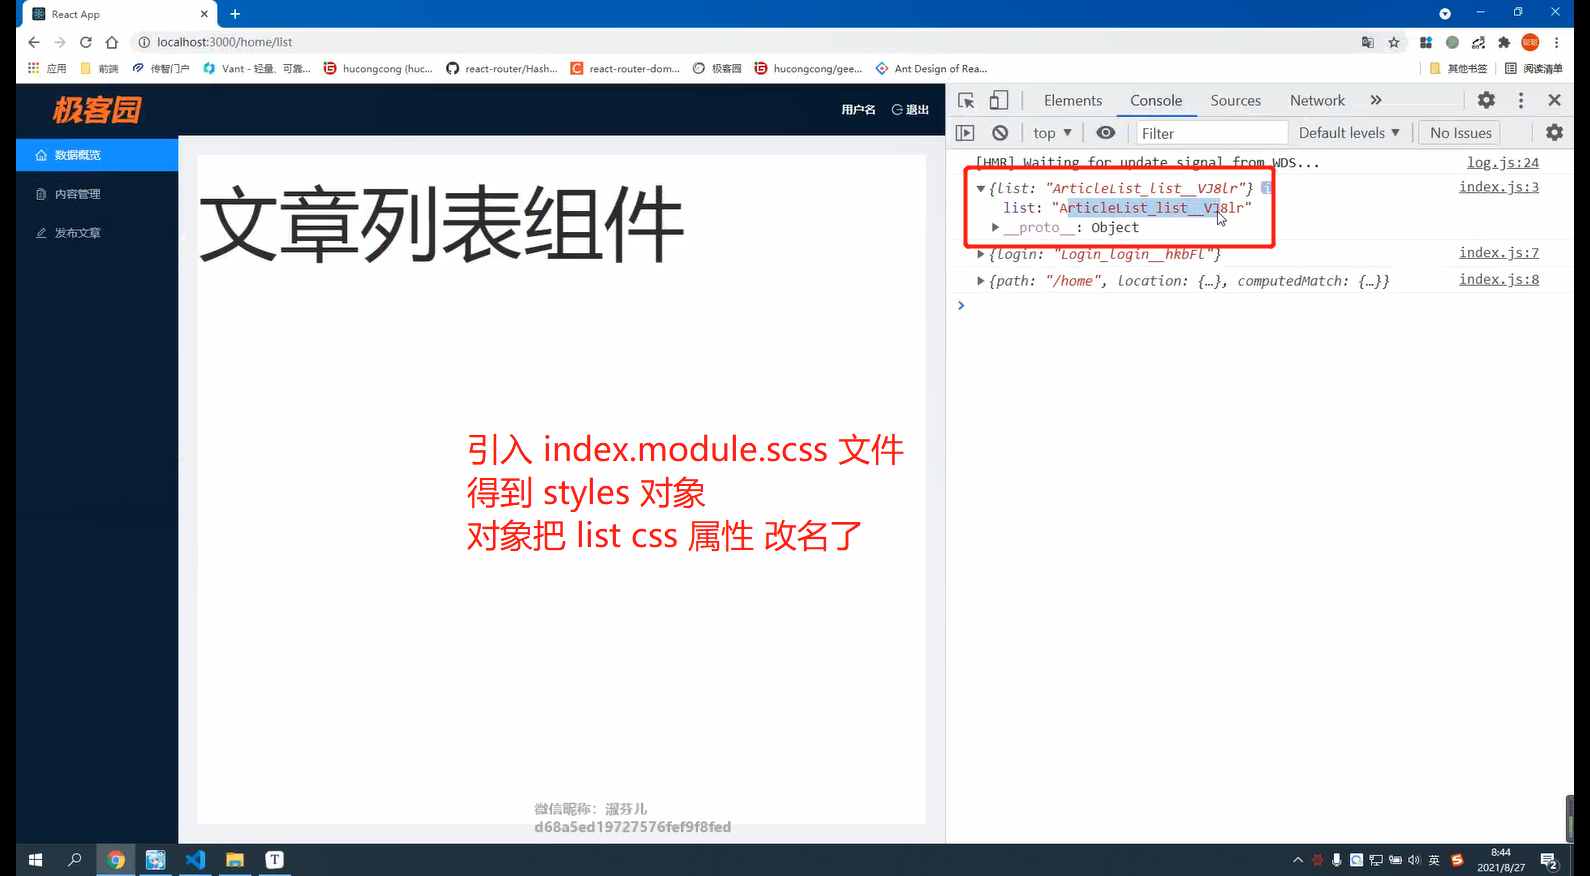 React App
localhost:3000/home/list
应用
前端
传智门户
Vant - 轻量、可靠...
hucongcong (huc...
react-router/Hash...
react-router-dom...
极客园
hucongcong/gee...
Ant Design of Rea...
其他书签
阅读清单
极客园
用户名
退出
数据概览
内容管理
发布文章
文章列表组件
引入 index.module.scss 文件
得到 styles 对象
对象把 list css 属性 改名了
微信昵称: 淑芬儿
d68a5ed19727576fef9f8fed
Elements Console Sources Network
top
Filter
Default levels
No Issues
[HMR] Waiting for update signal from WDS... log.js:24
{list: "ArticleList_list__VJ8lr"} index.js:3
list: "ArticleList_list__VJ8lr"
__proto__: Object
{login: "Login_login__hkbFl"} index.js:7
{path: "/home", location: {…}, computedMatch: {…}} index.js:8
英
8:44
2021/8/27
2